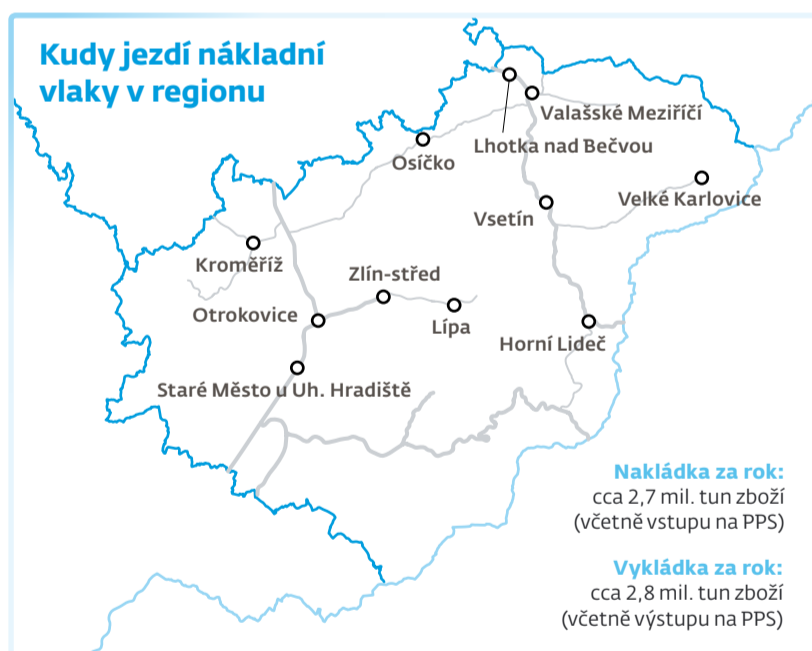 Kudy jezdí nákladní
vlaky v regionu
Valašské Meziříčí
Lhotka nad Bečvou
Osíčko
Velké Karlovice
Vsetín
Kroměříž
Zlín-střed
Otrokovice
Lípa
Horní Lideč
Staré Město u Uh. Hradiště
Nakládka za rok:
cca 2,7 mil. tun zboží
(včetně vstupu na PPS)
Vykládka za rok:
cca 2,8 mil. tun zboží
(včetně výstupu na PPS)